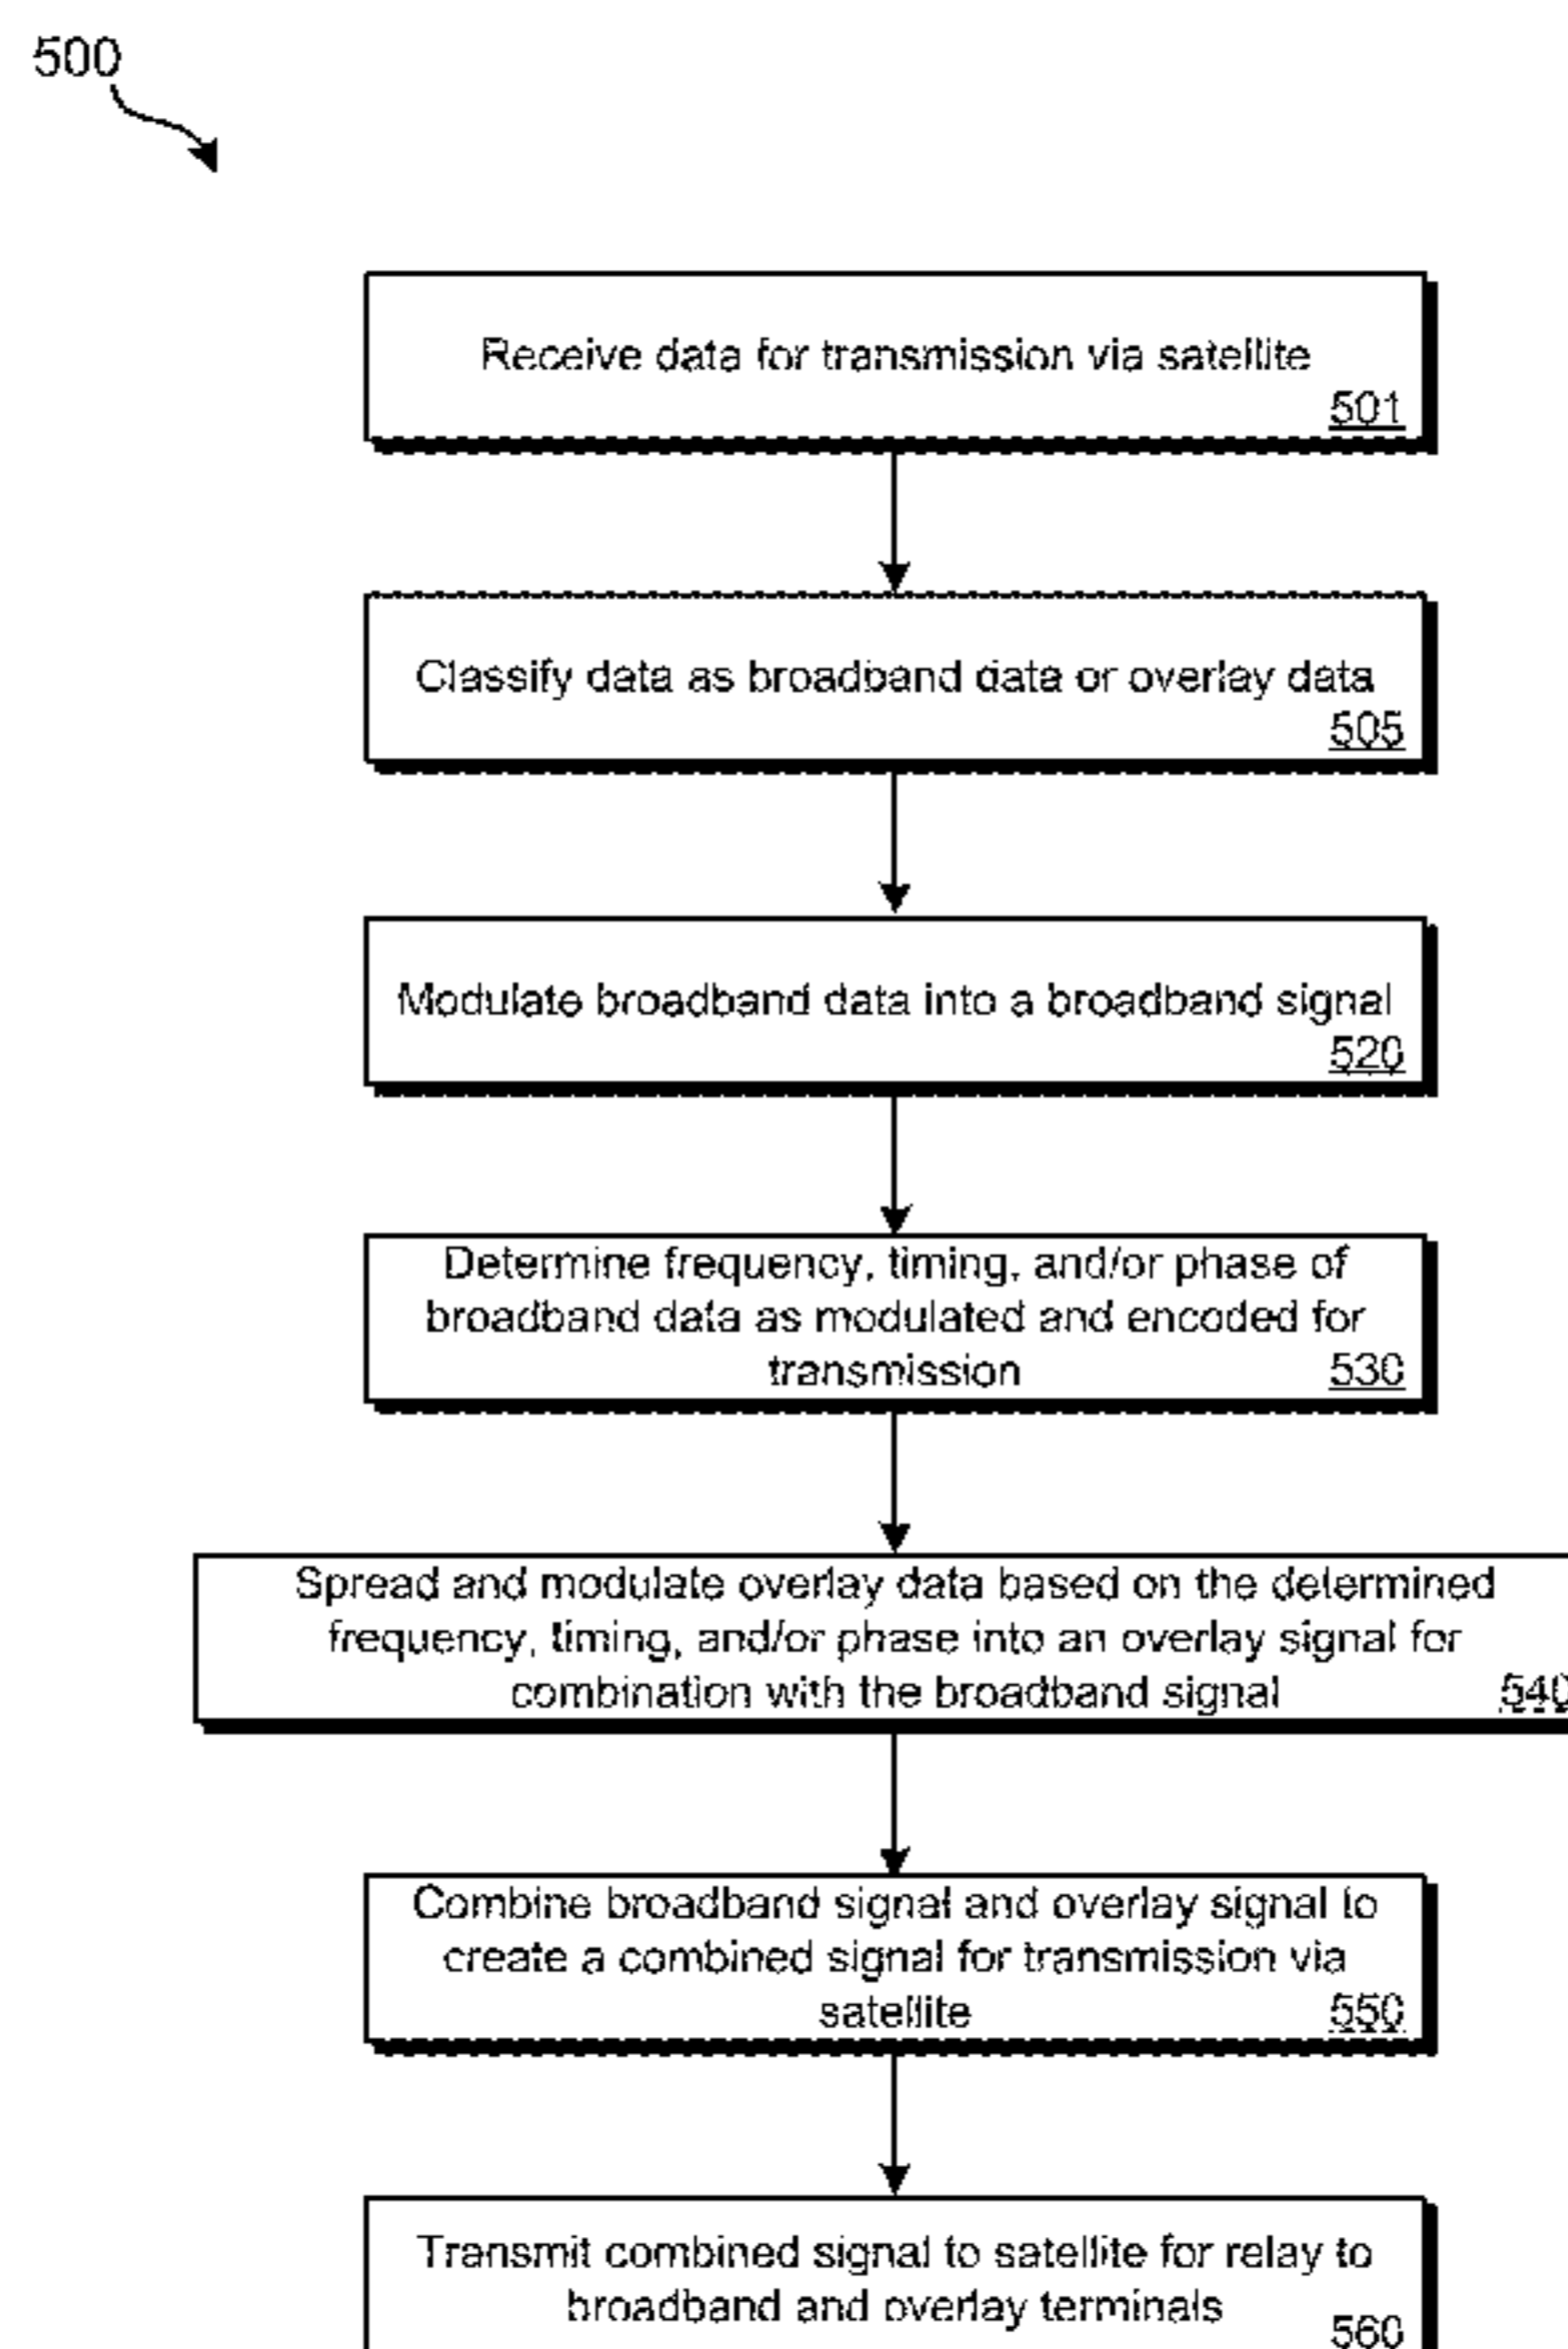 500
Receive data for transmission via satellite
501
Classify data as broadband data or overlay data
505
Modulate broadband data into a broadband signal
520
Determine frequency, timing, and/or phase of
broadband data as modulated and encoded for
transmission 530
Spread and modulate overlay data based on the determined
frequency, timing, and/or phase into an overlay signal for
combination with the broadband signal 540
Combine broadband signal and overlay signal to
create a combined signal for transmission via
satellite 550
Transmit combined signal to satellite for relay to
broadband and overlay terminals
560